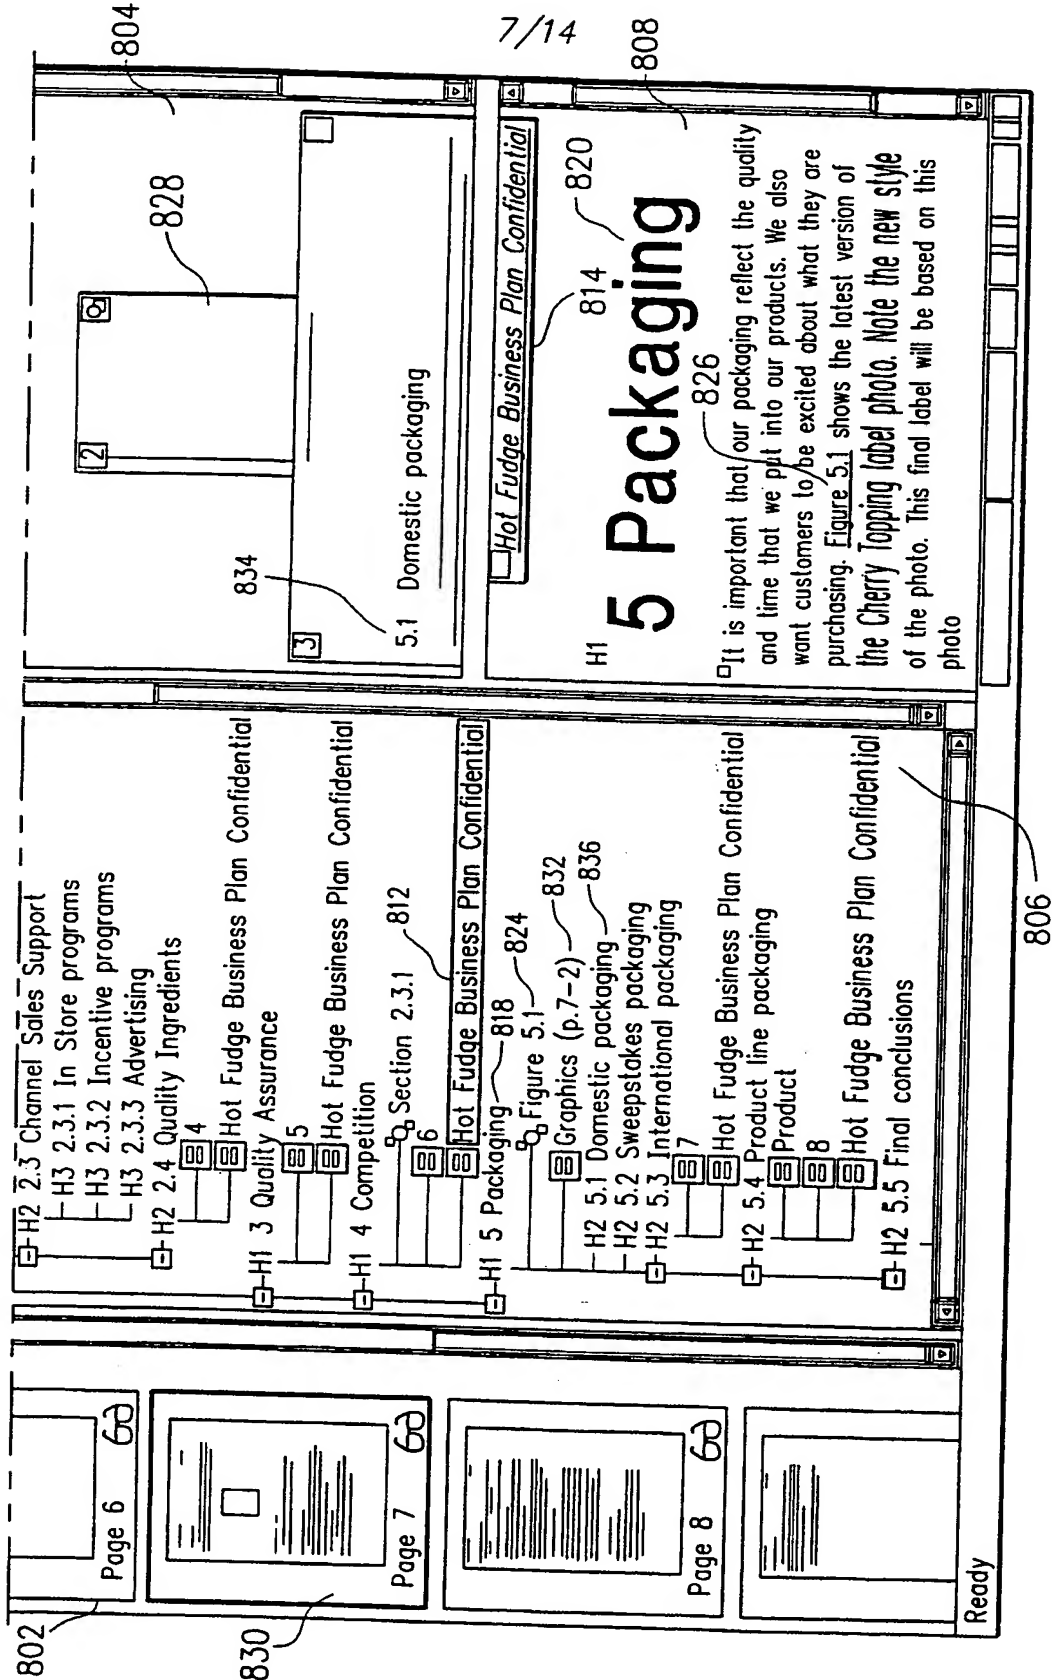 7/14
802
Page 6
830
Page 7
Page 8
Ready
H2 2.3 Channel Sales Support
H3 2.3.1 In Store programs
H3 2.3.2 Incentive programs
H3 2.3.3 Advertising
H2 2.4 Quality Ingredients
4
Hot Fudge Business Plan Confidential
H1 3 Quality Assurance
5
Hot Fudge Business Plan Confidential
H1 4 Competition
Section 2.3.1
812
6
Hot Fudge Business Plan Confidential
H1 5 Packaging 818
Figure 5.1 824
Graphics (p.7-2) 832
H2 5.1 Domestic packaging 836
H2 5.2 Sweepstakes packaging
H2 5.3 International packaging
7
Hot Fudge Business Plan Confidential
H2 5.4 Product line packaging
Product
8
Hot Fudge Business Plan Confidential
H2 5.5 Final conclusions
806
804
2
828
834
3
5.1 Domestic packaging
808
Hot Fudge Business Plan Confidential
814
820
H1
5 Packaging
826
It is important that our packaging reflect the quality
and time that we put into our products. We also
want customers to be excited about what they are
purchasing. Figure 5.1 shows the latest version of
the Cherry Topping label photo. Note the new style
of the photo. This final label will be based on this
photo